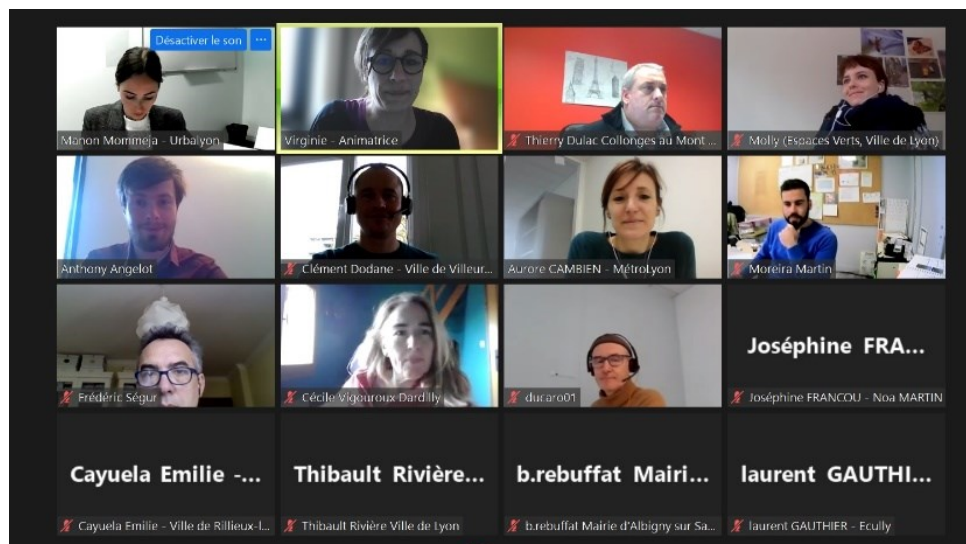 Désactiver le son ...
Manon Mommeja - Urbalyon
Virginie - Animatrice
Thierry Dulac Collonges au Mont ...
Molly (Espaces Verts, Ville de Lyon)
Anthony Angelot
Clément Dodane - Ville de Villeur...
Aurore CAMBIEN - MétroLyon
Moreira Martin
Frédéric Ségur
Cécile Vigouroux Dardilly
ducaro01
Joséphine FRA...
Joséphine FRANCOU - Noa MARTIN
Cayuela Emilie -...
Cayuela Emilie - Ville de Rillieux-l...
Thibault Rivière...
Thibault Rivière Ville de Lyon
b.rebuffat Mairi...
b.rebuffat Mairie d'Albigny sur Sa...
laurent GAUTHI...
laurent GAUTHIER - Ecully